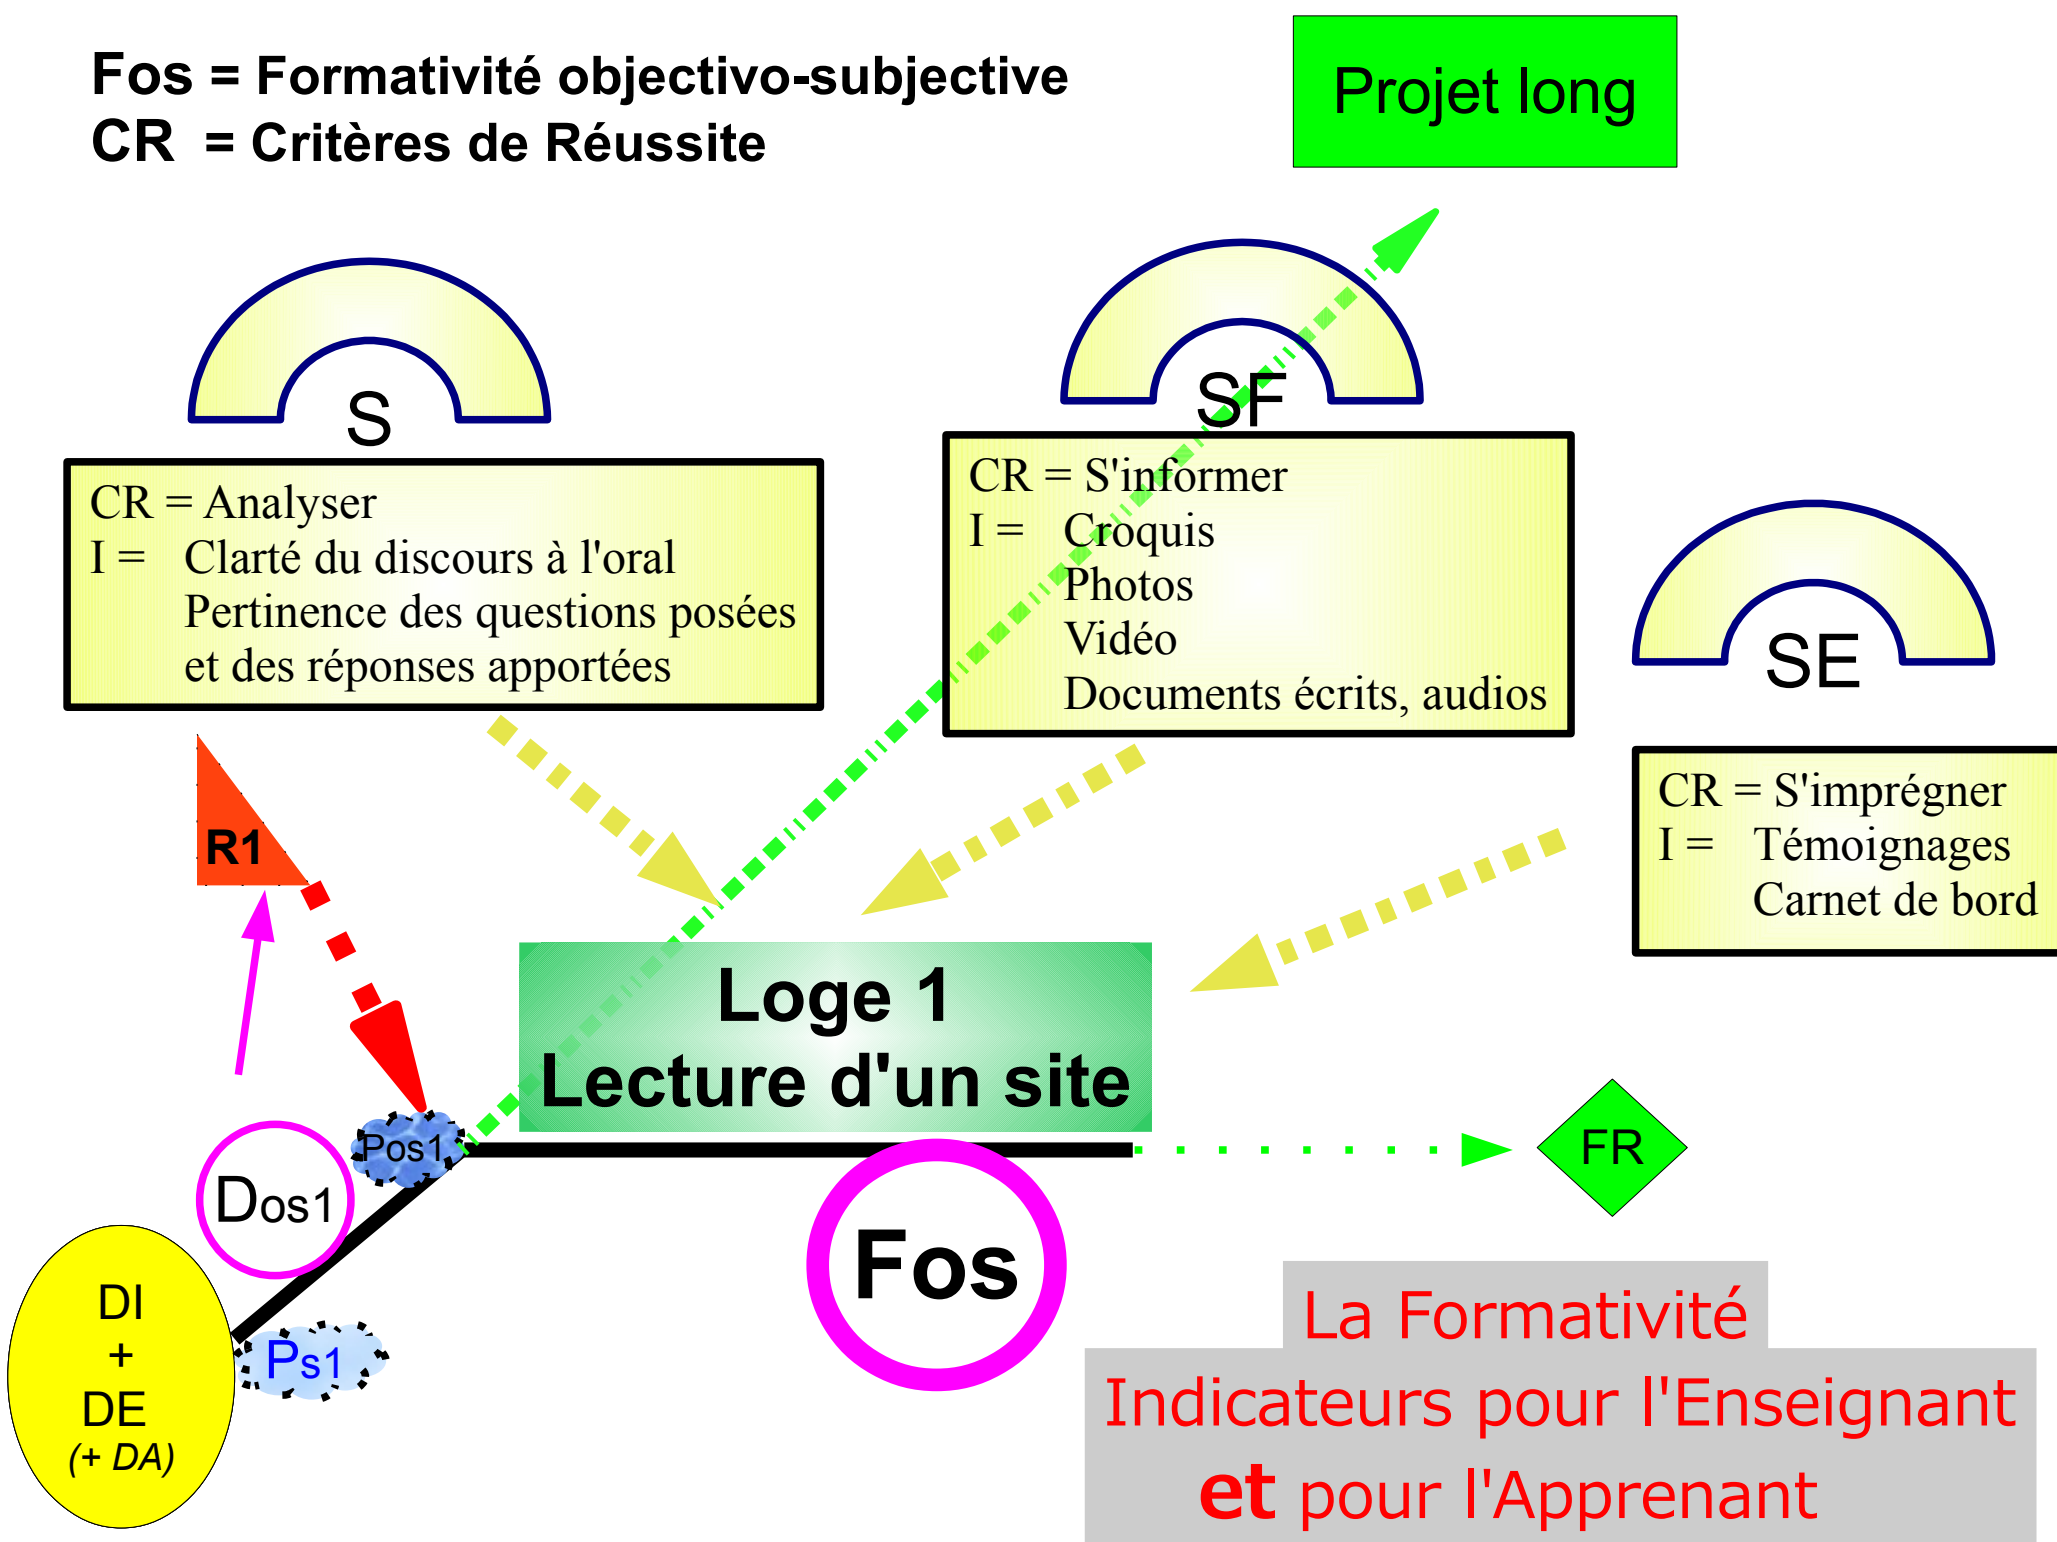 Fos = Formativité objectivo-subjective
CR = Critères de Réussite
Projet long
S
CR = Analyser
I = Clarté du discours à l'oral
Pertinence des questions posées
et des réponses apportées
SF
CR = S'informer
I = Croquis
Photos
Vidéo
Documents écrits, audios
SE
CR = S'imprégner
I = Témoignages
Carnet de bord
R1
Loge 1
Lecture d'un site
Pos1
Dos1
FR
Fos
DI
+
DE
(+ DA)
Ps1
La Formativité
Indicateurs pour l'Enseignant
et pour l'Apprenant